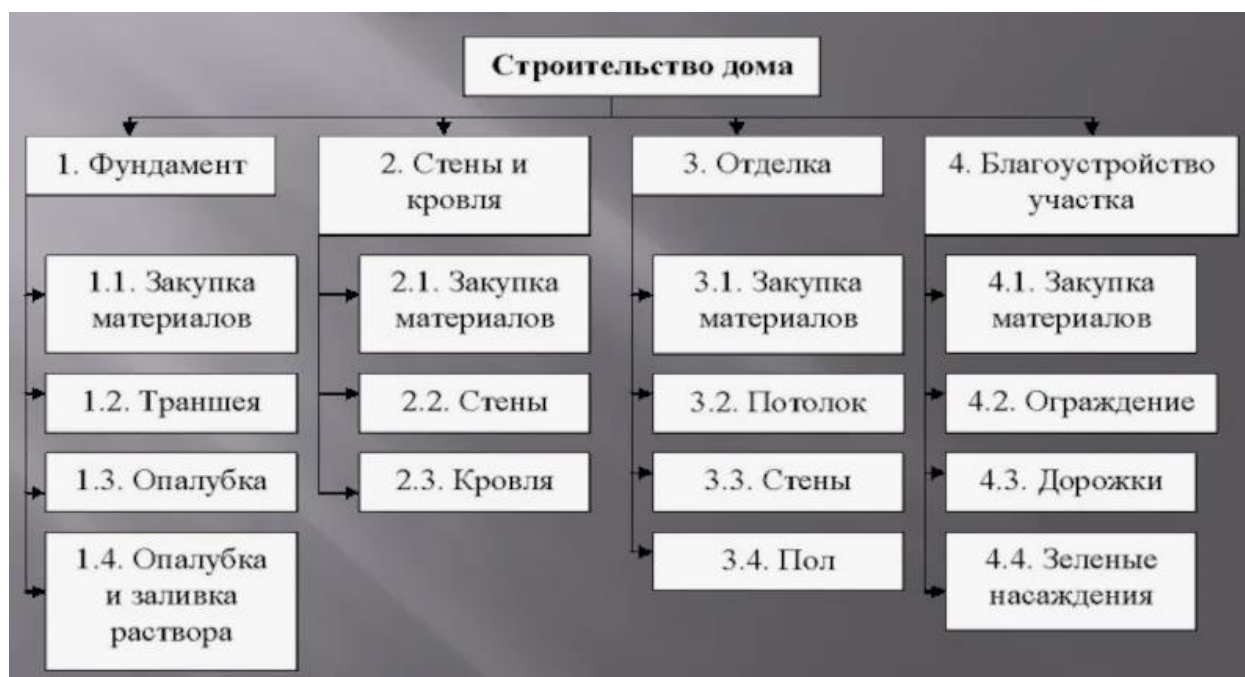 Строительство дома
1. Фундамент
1.1. Закупка
материалов
1.2. Траншея
1.3. Опалубка
1.4. Опалубка
и заливка
раствора
2. Стены и
кровля
2.1. Закупка
материалов
2.2. Стены
2.3. Кровля
3. Отделка
3.1. Закупка
материалов
3.2. Потолок
3.3. Стены
3.4. Пол
4. Благоустройство
участка
4.1. Закупка
материалов
4.2. Ограждение
4.3. Дорожки
4.4. Зеленые
насаждения